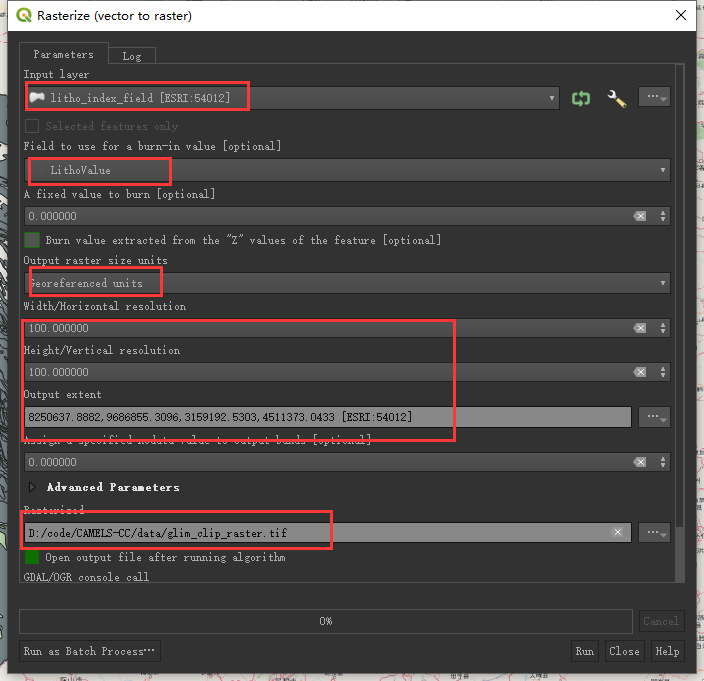 Rasterize (vector to raster)
Parameters
Log
Input layer
litho_index_field [ESRI:54012]
Selected features only
Field to use for a burn-in value [optional]
LithoValue
A fixed value to burn [optional]
0.000000
Burn value extracted from the "Z" values of the feature [optional]
Output raster size units
Georeferenced units
Width/Horizontal resolution
100.000000
Height/Vertical resolution
100.000000
Output extent
8250637.8882,9686855.3096,3159192.5303,4511373.0433 [ESRI:54012]
Assign a specified nodata value to output bands [optional]
0.000000
Advanced Parameters
Rasterized
D:/code/CAMELS-CC/data/glim_clip_raster.tif
Open output file after running algorithm
GDAL/OGR console call
0%
Cancel
Run as Batch Process…
Run
Close
Help